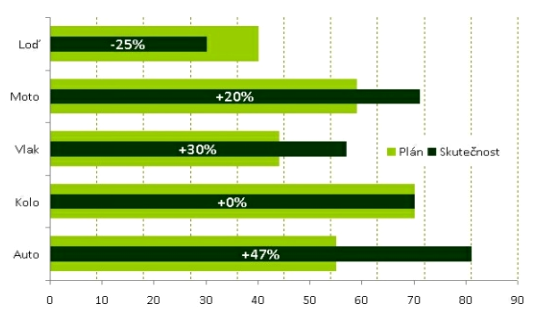 Loď
-25%
Moto
+20%
Vlak
+30%
Plán Skutečnost
Kolo
+0%
Auto
+47%
0 10 20 30 40 50 60 70 80 90